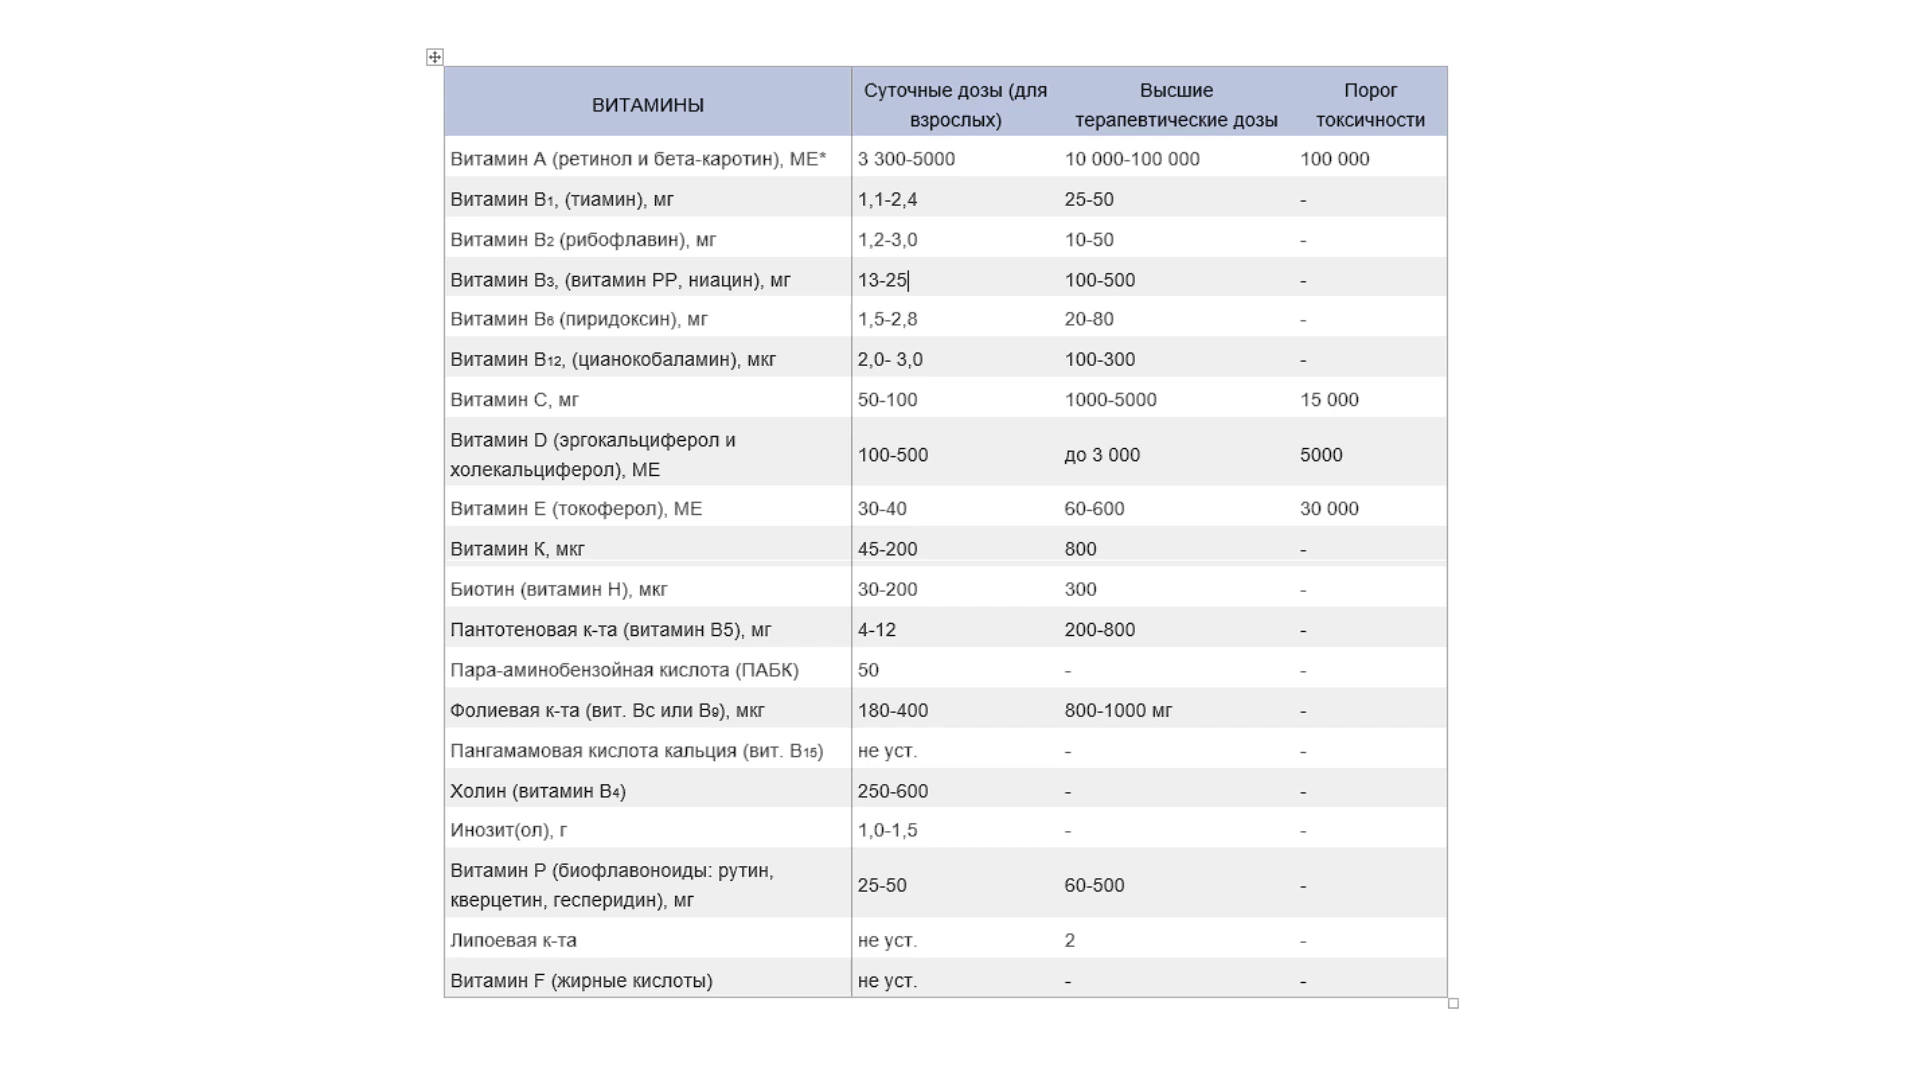 ВИТАМИНЫ Суточные дозы (для взрослых) Высшие терапевтические дозы Порог токсичности
Витамин А (ретинол и бета-каротин), МЕ* 3 300-5000 10 000-100 000 100 000
Витамин В1, (тиамин), мг 1,1-2,4 25-50 -
Витамин В2 (рибофлавин), мг 1,2-3,0 10-50 -
Витамин В3, (витамин РР, ниацин), мг 13-25 100-500 -
Витамин В6 (пиридоксин), мг 1,5-2,8 20-80 -
Витамин В12, (цианокобаламин), мкг 2,0- 3,0 100-300 -
Витамин С, мг 50-100 1000-5000 15 000
Витамин D (эргокальциферол и
холекальциферол), МЕ 100-500 до 3 000 5000
Витамин Е (токоферол), МЕ 30-40 60-600 30 000
Витамин К, мкг 45-200 800 -
Биотин (витамин Н), мкг 30-200 300 -
Пантотеновая к-та (витамин В5), мг 4-12 200-800 -
Пара-аминобензойная кислота (ПАБК) 50 - -
Фолиевая к-та (вит. Вс или В9), мкг 180-400 800-1000 мг -
Пангамамовая кислота кальция (вит. В15) не уст. - -
Холин (витамин В4) 250-600 - -
Инозит(ол), г 1,0-1,5 - -
Витамин Р (биофлавоноиды: рутин,
кверцетин, гесперидин), мг 25-50 60-500 -
Липоевая к-та не уст. 2 -
Витамин F (жирные кислоты) не уст. - -